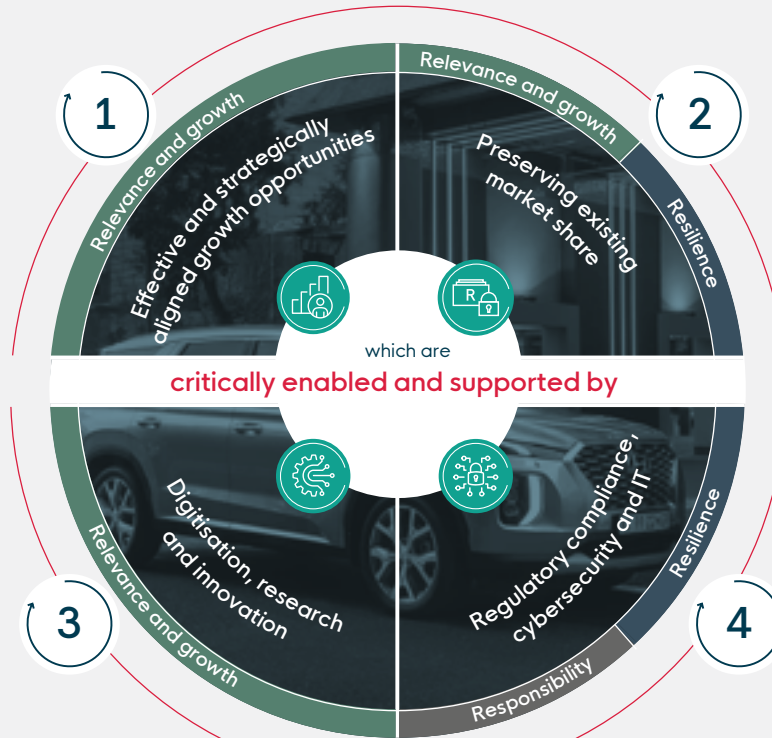 1
Relevance and growth
Effective and strategically
aligned growth opportunities
2
Relevance and growth
Resilience
Preserving existing
market share
R
which are
critically enabled and supported by
3
Relevance and growth
Digitisation, research
and innovation
4
Resilience
Responsibility
Regulatory compliance,
cybersecurity and IT